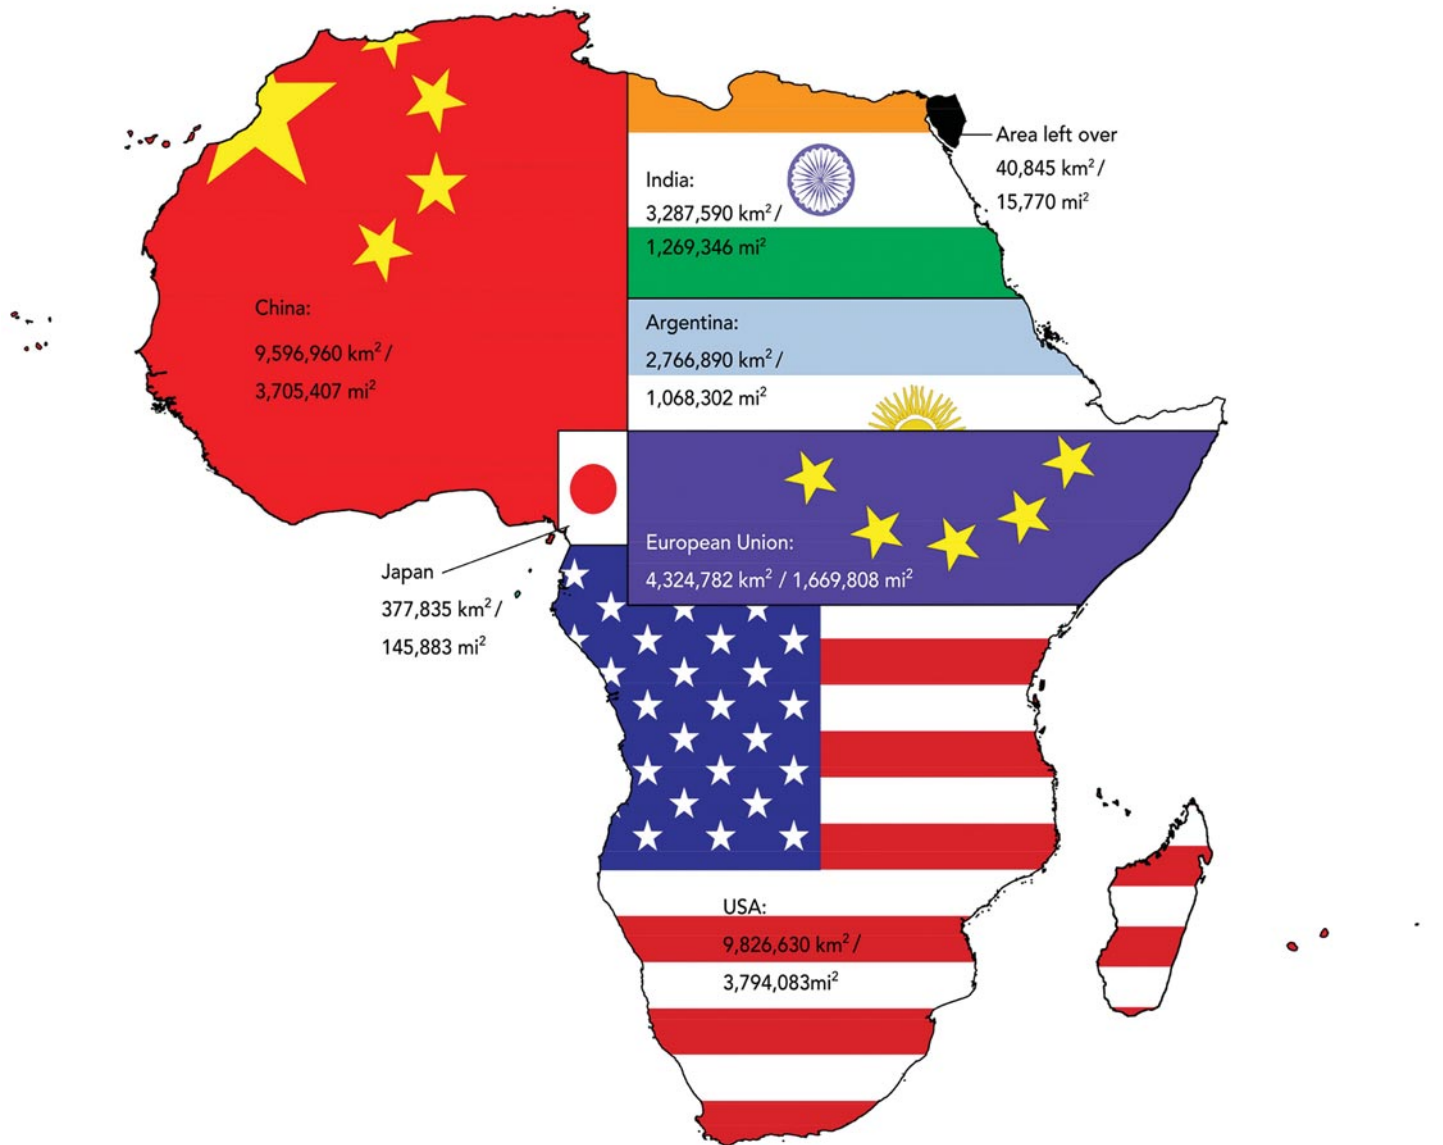 Area left over
40,845 km²/
15,770 mi²
India:
3,287,590 km²/
1,269,346 mi²
China:
9,596,960 km²/
3,705,407 mi²
Argentina:
2,766,890 km²/
1,068,302 mi²
European Union:
4,324,782 km² / 1,669,808 mi²
Japan
377,835 km²/
145,883 mi²
USA:
9,826,630 km²/
3,794,083mi²